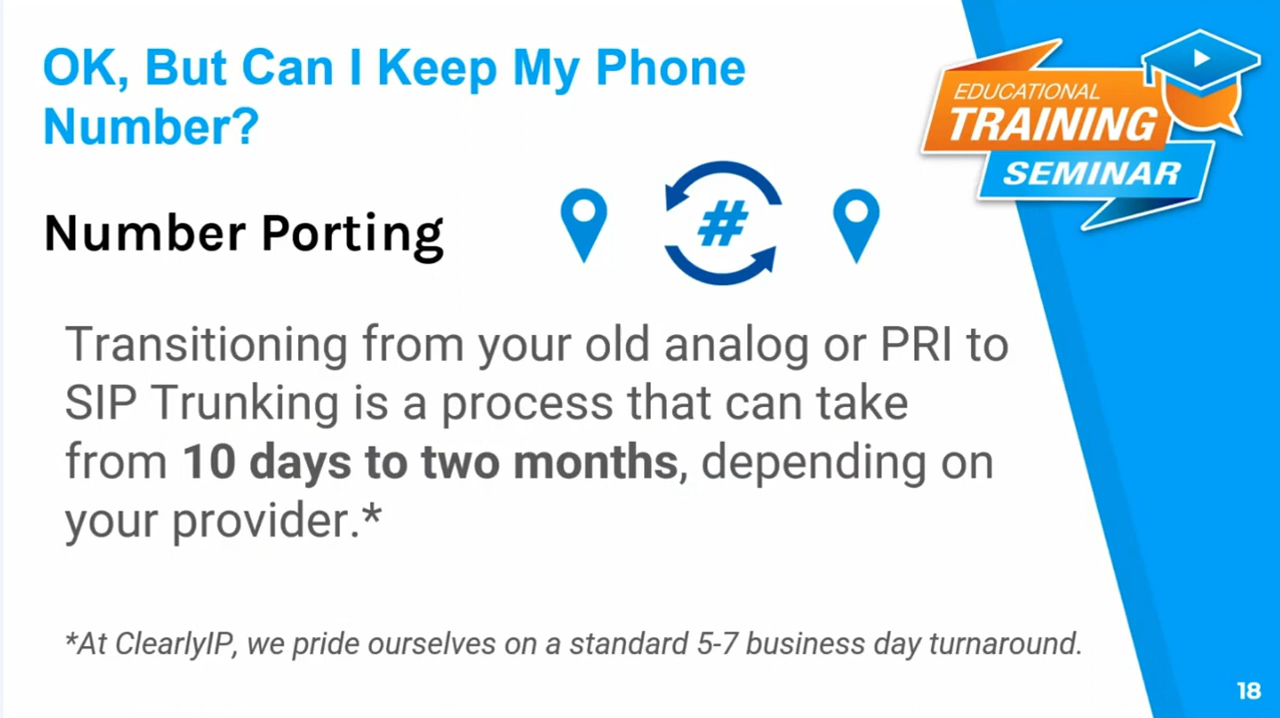 OK, But Can I Keep My Phone
Number?
EDUCATIONAL
TRAINING
SEMINAR
Number Porting
#
Transitioning from your old analog or PRI to
SIP Trunking is a process that can take
from 10 days to two months, depending on
your provider.*
*At ClearlyIP, we pride ourselves on a standard 5-7 business day turnaround.
18